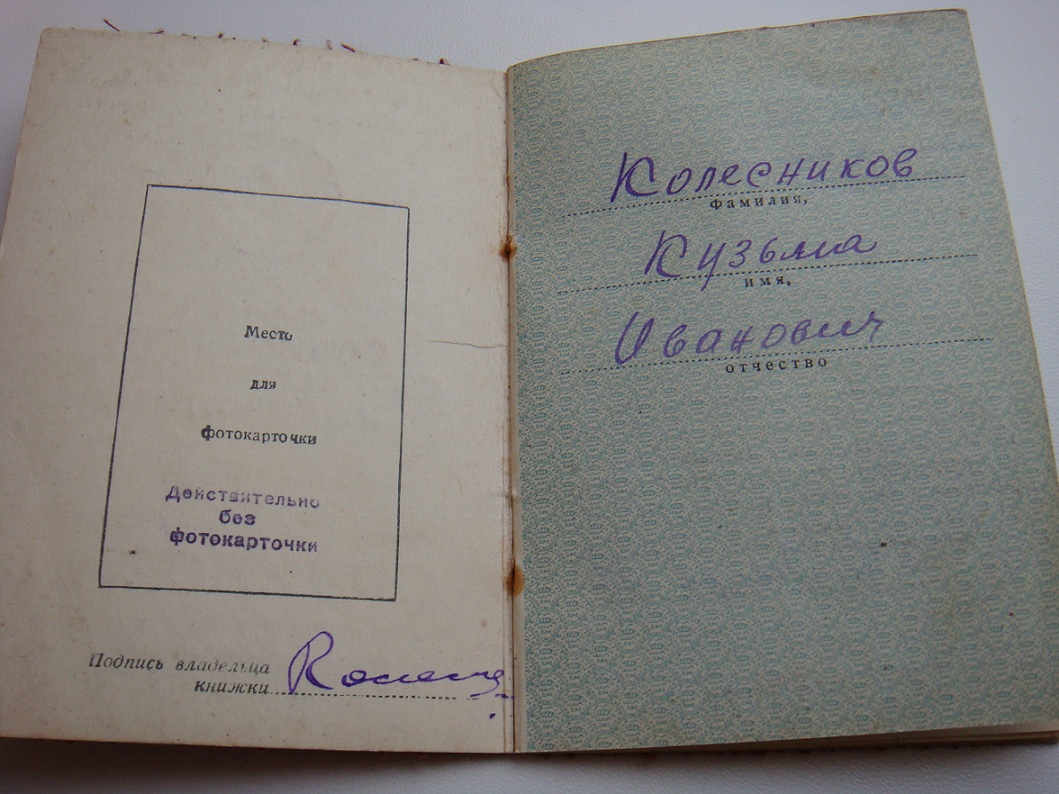 Место
для
фотокарточки
Действительно
без
фотокарточки
Подпись владельца
книжки
Колесников
фамилия,
Кузьма
имя,
Иванович
отчество